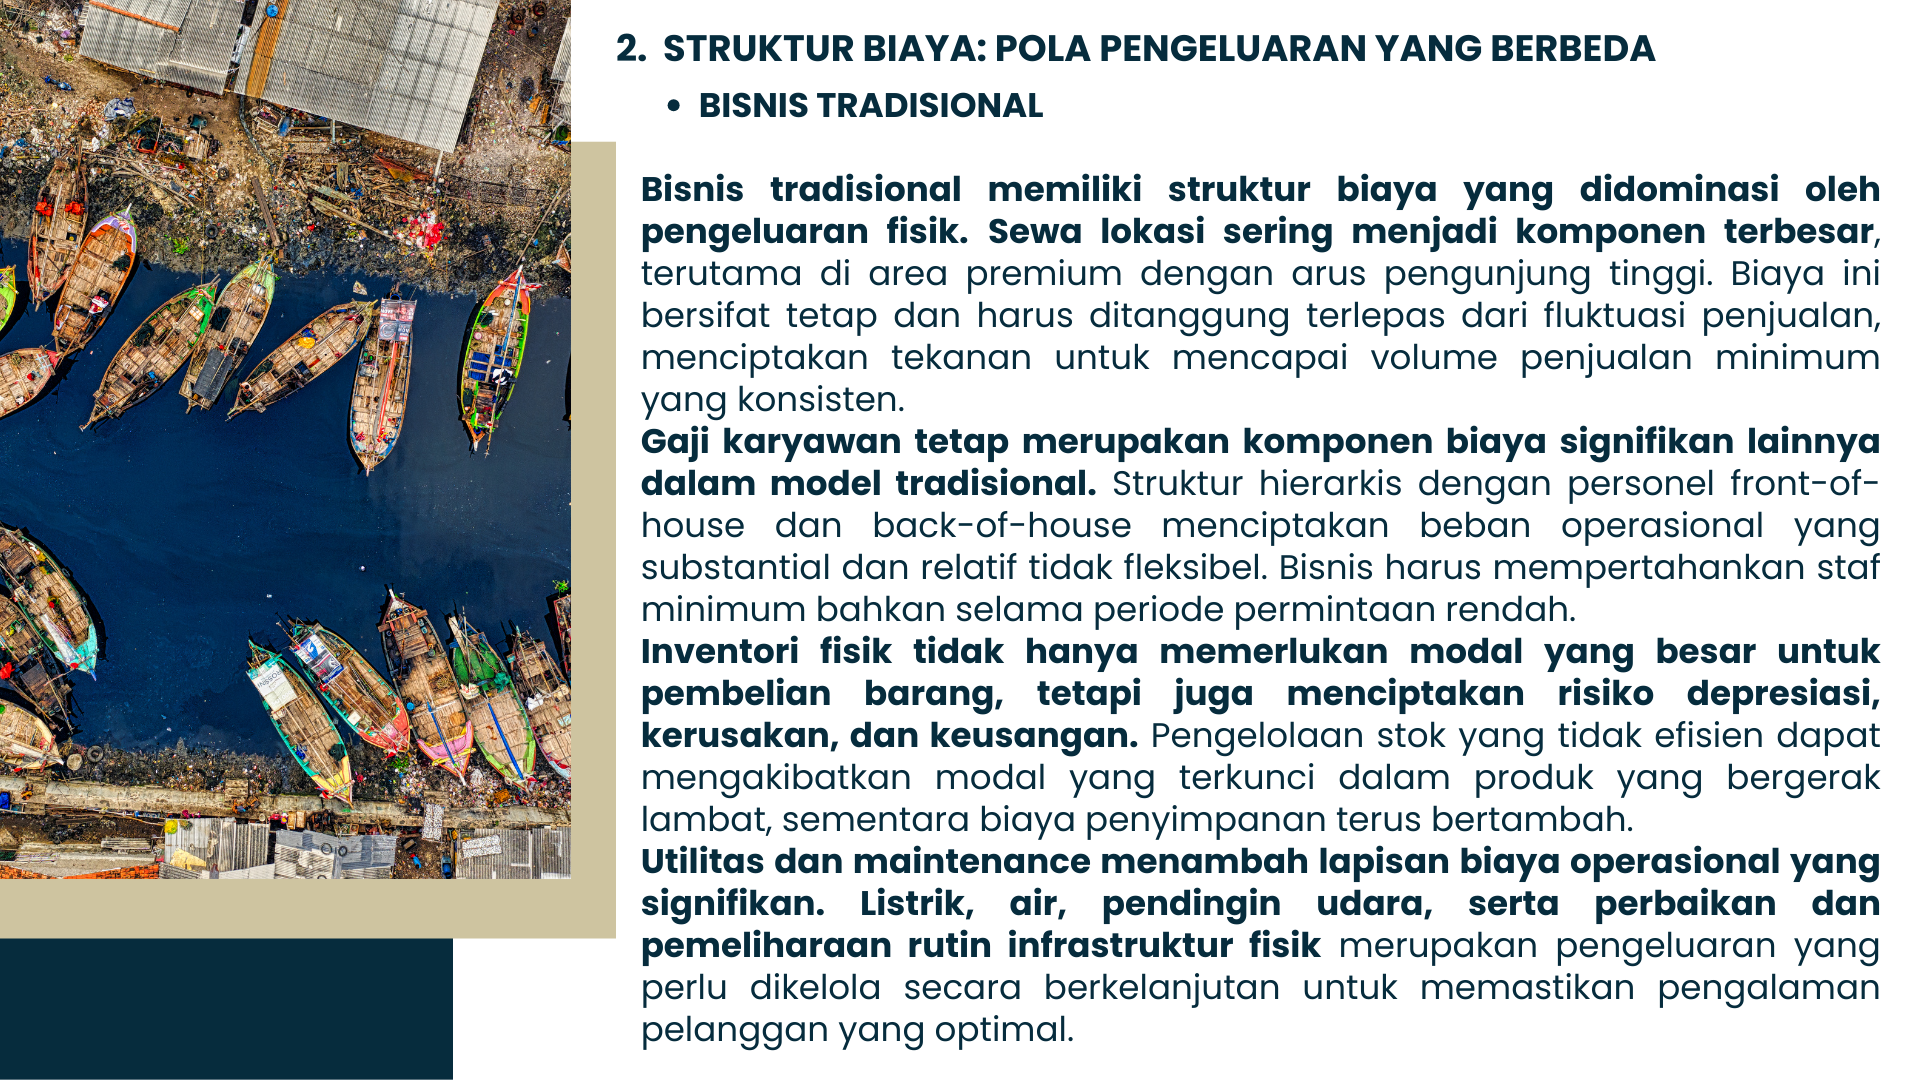 2. STRUKTUR BIAYA: POLA PENGELUARAN YANG BERBEDA
• BISNIS TRADISIONAL
Bisnis tradisional memiliki struktur biaya yang didominasi oleh
pengeluaran fisik. Sewa lokasi sering menjadi komponen terbesar,
terutama di area premium dengan arus pengunjung tinggi. Biaya ini
bersifat tetap dan harus ditanggung terlepas dari fluktuasi penjualan,
menciptakan tekanan untuk mencapai volume penjualan minimum
yang konsisten.
Gaji karyawan tetap merupakan komponen biaya signifikan lainnya
dalam model tradisional. Struktur hierarkis dengan personel front-of-
house dan back-of-house menciptakan beban operasional yang
substantial dan relatif tidak fleksibel. Bisnis harus mempertahankan staf
minimum bahkan selama periode permintaan rendah.
Inventori fisik tidak hanya memerlukan modal yang besar untuk
pembelian barang, tetapi juga menciptakan risiko depresiasi,
kerusakan, dan keusangan. Pengelolaan stok yang tidak efisien dapat
mengakibatkan modal yang terkunci dalam produk yang bergerak
lambat, sementara biaya penyimpanan terus bertambah.
Utilitas dan maintenance menambah lapisan biaya operasional yang
signifikan. Listrik, air, pendingin udara, serta perbaikan dan
pemeliharaan rutin infrastruktur fisik merupakan pengeluaran yang
perlu dikelola secara berkelanjutan untuk memastikan pengalaman
pelanggan yang optimal.